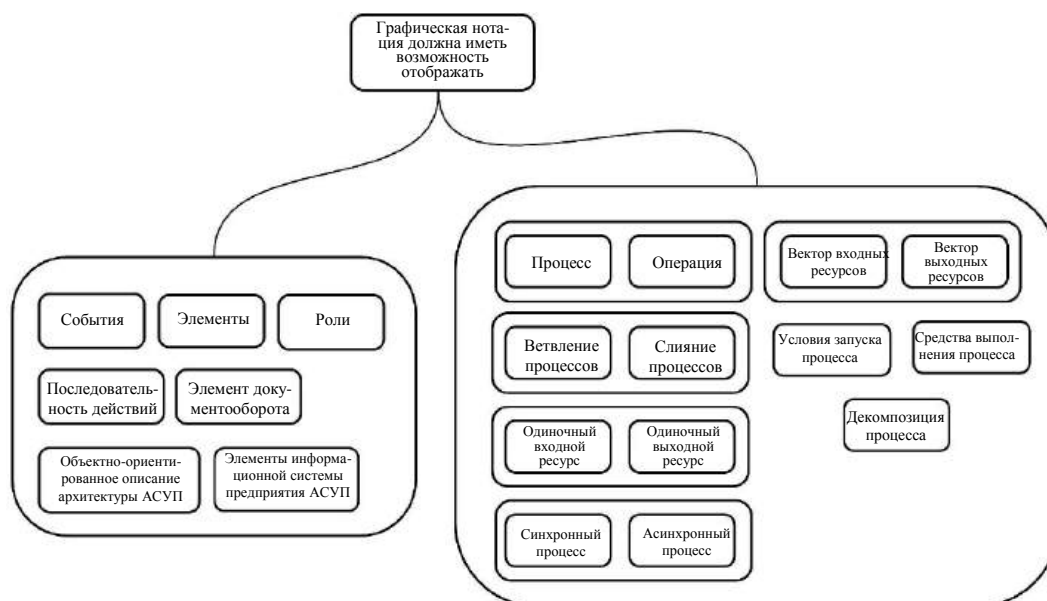 Графическая нота-
ция должна иметь
возможность
отображать
События
Элементы
Роли
Последователь-
ность действий
Элемент доку-
ментооборота
Объектно-ориенти-
рованное описание
архитектуры АСУП
Элементы информа-
ционной системы
предприятия АСУП
Процесс
Операция
Вектор входных
ресурсов
Вектор
выходных
ресурсов
Ветвление
процессов
Слияние
процессов
Условия запуска
процесса
Средства выпол-
нения процесса
Одиночный
входной
ресурс
Одиночный
выходной
ресурс
Декомпозиция
процесса
Синхронный
процесс
Асинхронный
процесс